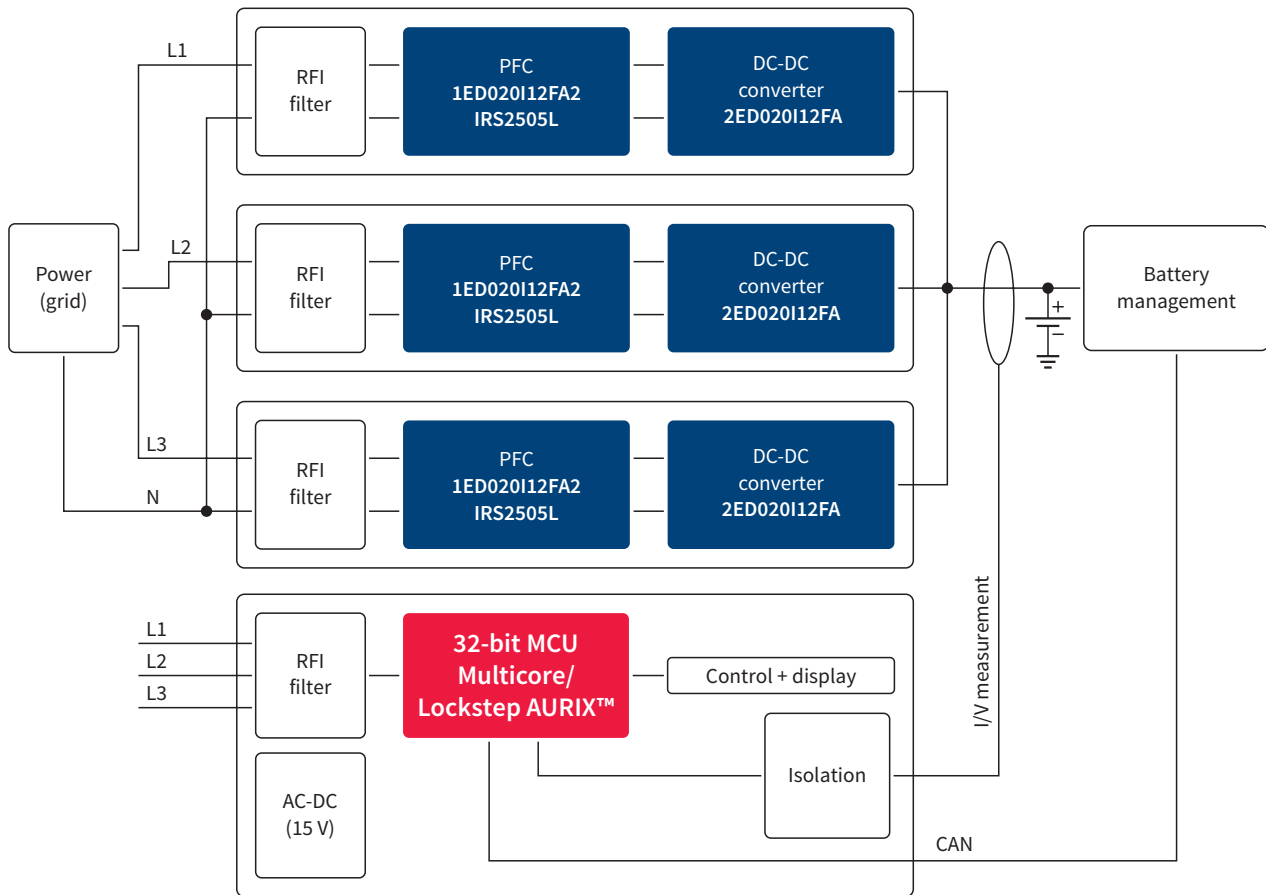 L1
RFI
filter
PFC
1ED020I12FA2
IRS2505L
DC-DC
converter
2ED020I12FA
Power
(grid)
L2
RFI
filter
PFC
1ED020I12FA2
IRS2505L
DC-DC
converter
2ED020I12FA
+
−
Battery
management
L3
N
RFI
filter
PFC
1ED020I12FA2
IRS2505L
DC-DC
converter
2ED020I12FA
L1
L2
L3
RFI
filter
32-bit MCU
Multicore/
Lockstep AURIX™
Control + display
I/V measurement
AC-DC
(15 V)
Isolation
CAN